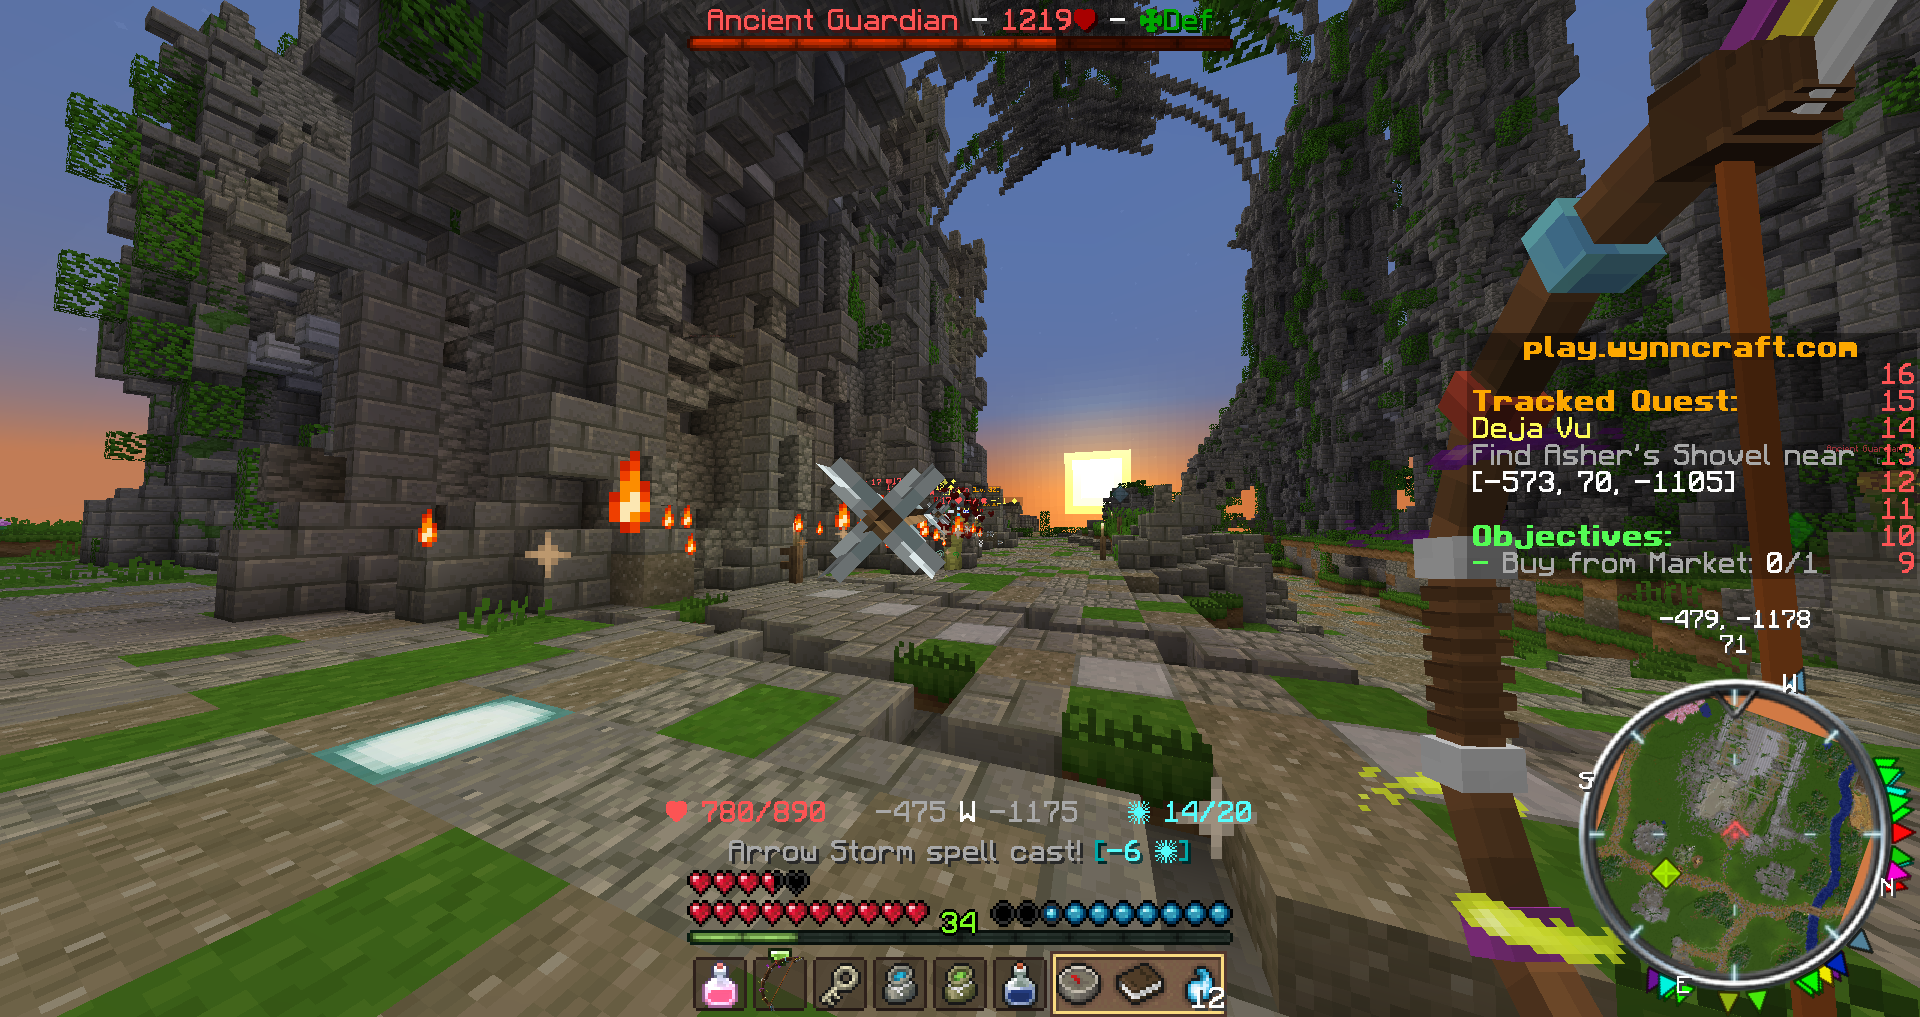 Ancient Guardian - 1219❤ - ✤Def
play.wynncraft.com
16
Tracked Quest:
15
Deja Vu
14
Find Asher's Shovel near
13
[-573, 70, -1105]
12
11
Objectives:
10
- Buy from Market: 0/1
9
-479, -1178
71
W
S
N
E
❤ 780/890 -475 W -1175 14/20
Arrow Storm spell cast! [-6 ]
34
12